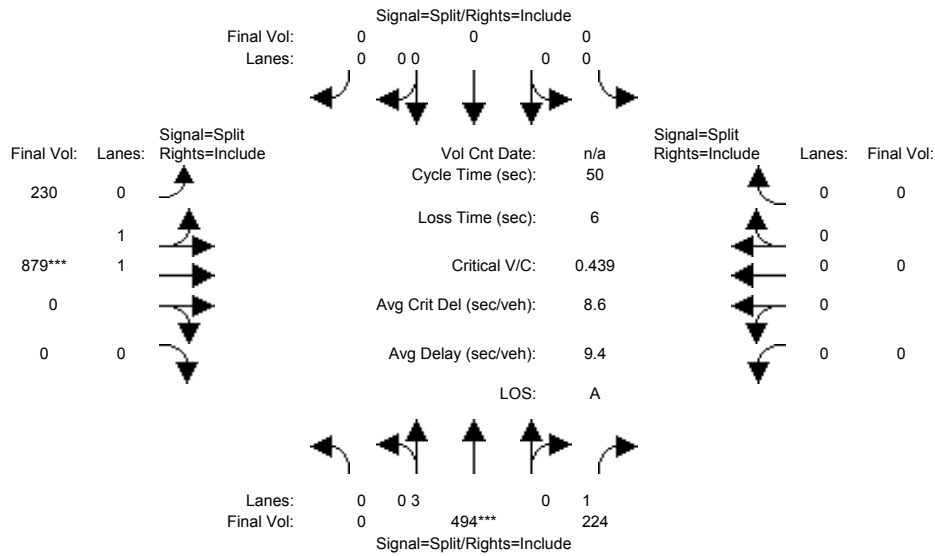 Signal=Split/Rights=Include
Final Vol: 0 0 0
Lanes: 0 0 0 0 0
Signal=Split Signal=Split
Final Vol: Lanes: Rights=Include Vol Cnt Date: n/a Rights=Include Lanes: Final Vol:
Cycle Time (sec): 50
230 0 0 0
Loss Time (sec): 6
1 0
879*** 1 Critical V/C: 0.439 0 0
0 Avg Crit Del (sec/veh): 8.6 0
0 0 Avg Delay (sec/veh): 9.4 0 0
LOS: A
Lanes: 0 0 3 0 1
Final Vol: 0 494*** 224
Signal=Split/Rights=Include